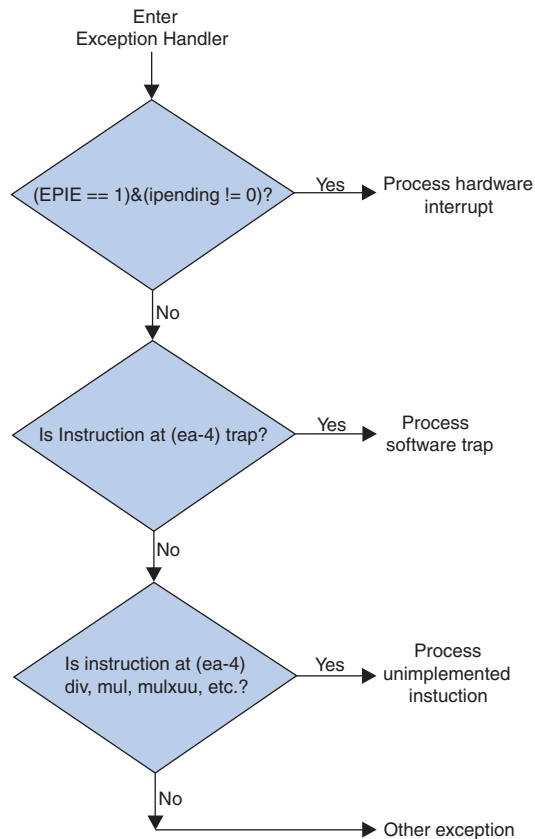 Enter
Exception Handler
(EPIE == 1)&(ipending != 0)?
Yes
Process hardware
interrupt
No
Is Instruction at (ea-4) trap?
Yes
Process
software trap
No
Is instruction at (ea-4)
div, mul, mulxuu, etc.?
Yes
Process
unimplemented
instuction
No
Other exception